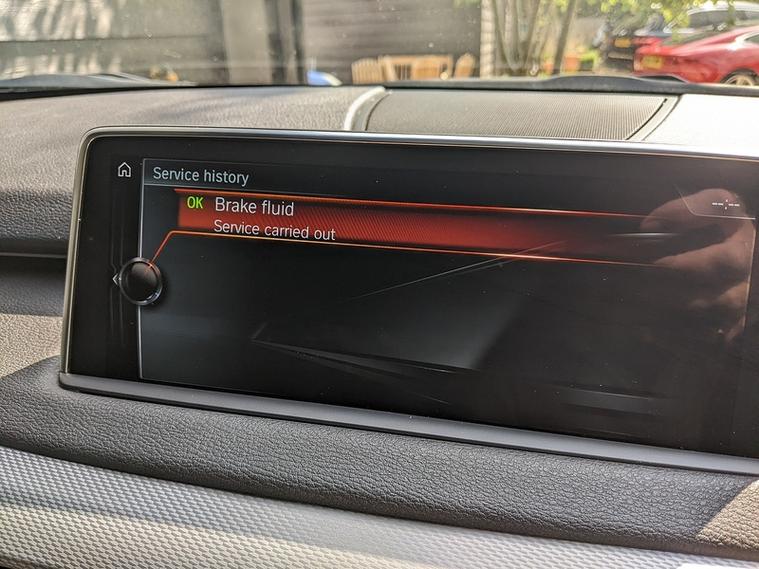 Service history
OK Brake fluid
Service carried out